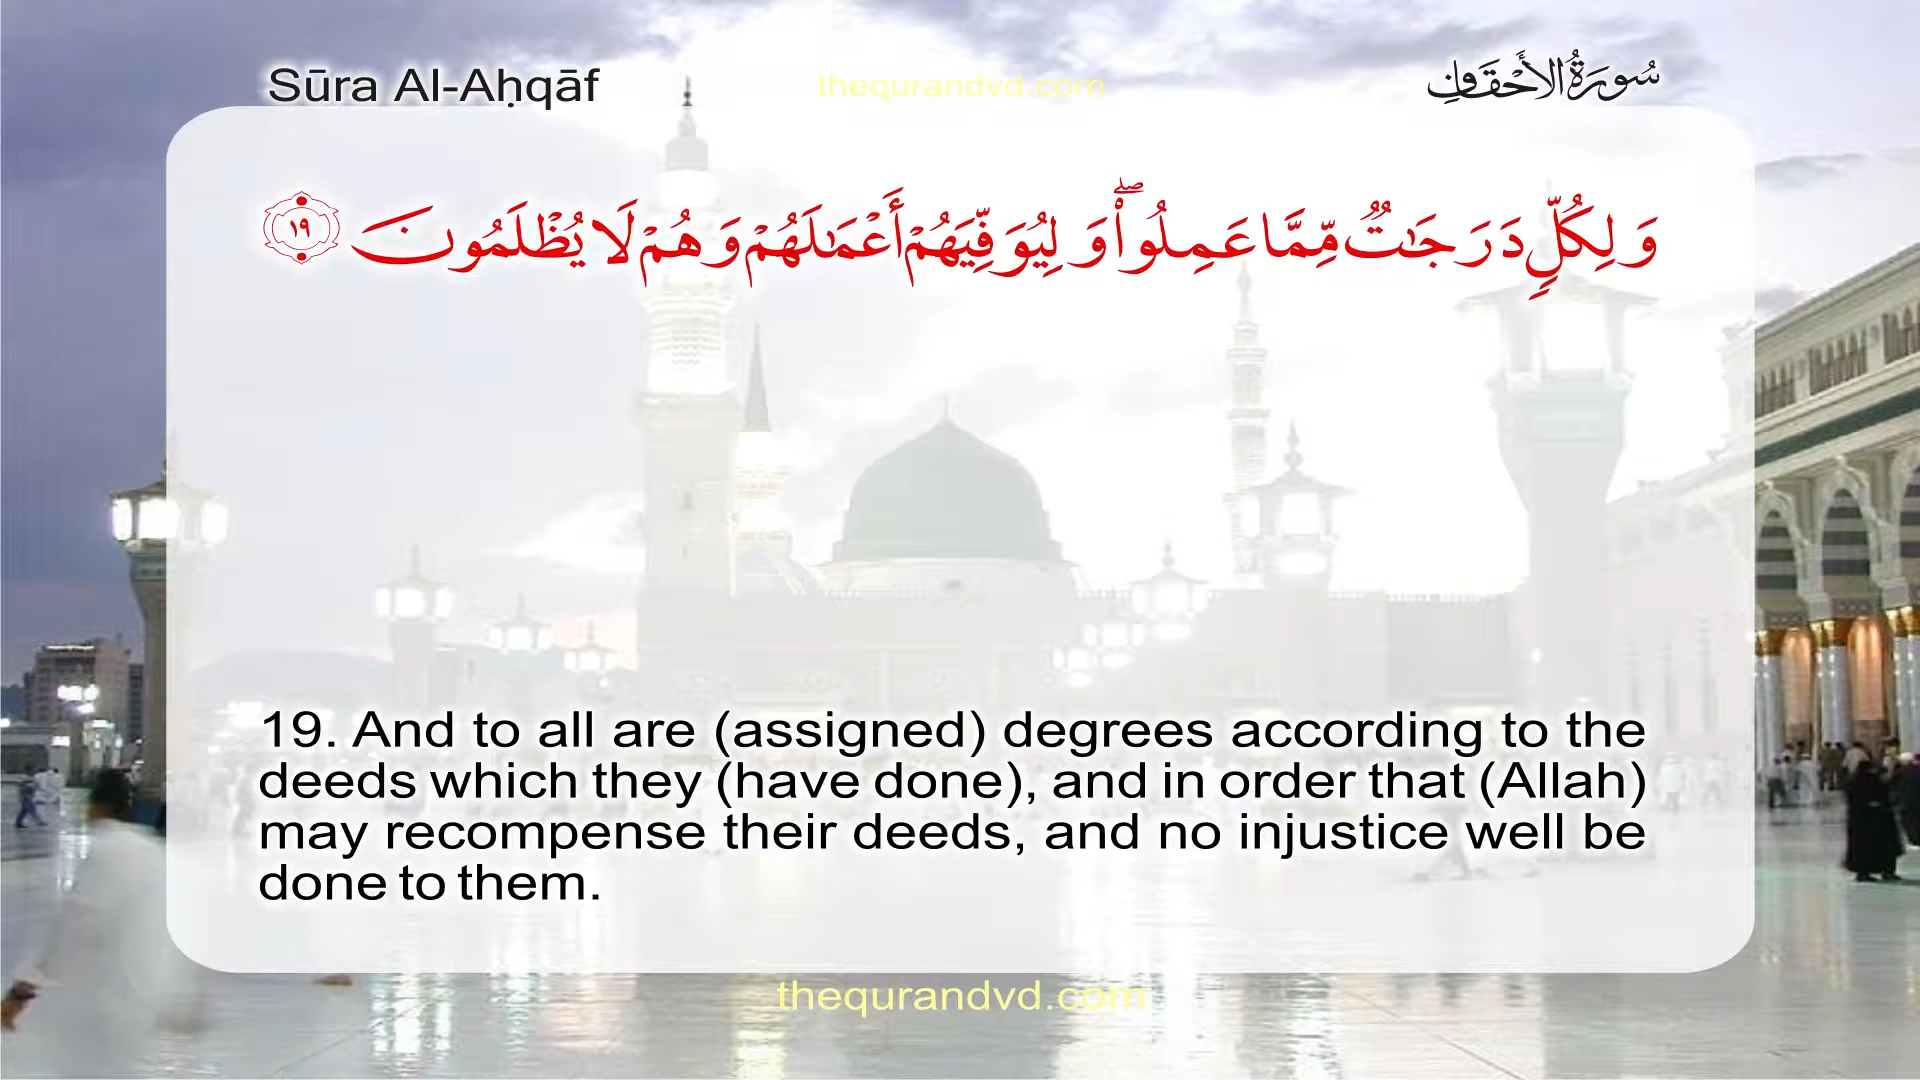 Sūra Al-Aḥqāf
thequrandvd.com
سُورَةُ الأَحْقَافِ
وَلِكُلٍّ دَرَجَٰتٌ مِّمَّا عَمِلُوا۟ ۖ وَلِيُوَفِّيَهُمْ أَعْمَٰلَهُمْ وَهُمْ لَا يُظْلَمُونَ ١٩
19. And to all are (assigned) degrees according to the
deeds which they (have done), and in order that (Allah)
may recompense their deeds, and no injustice well be
done to them.
thequrandvd.com